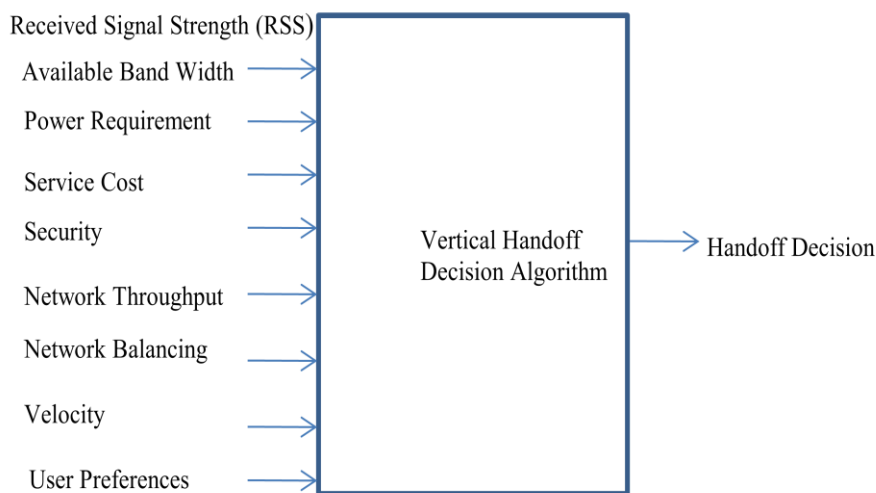 Received Signal Strength (RSS)
Available Band Width
Power Requirement
Service Cost
Security
Network Throughput
Network Balancing
Velocity
User Preferences
Vertical Handoff
Decision Algorithm
Handoff Decision